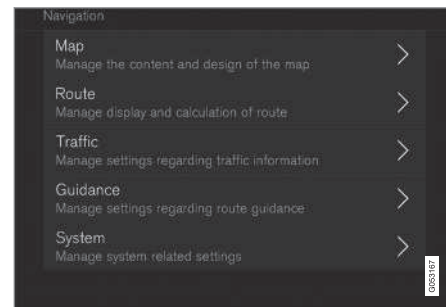 Navigation
Map
Manage the content and design of the map
Route
Manage display and calculation of route
Traffic
Manage settings regarding traffic information
Guidance
Manage settings regarding route guidance
System
Manage system related settings
G053167